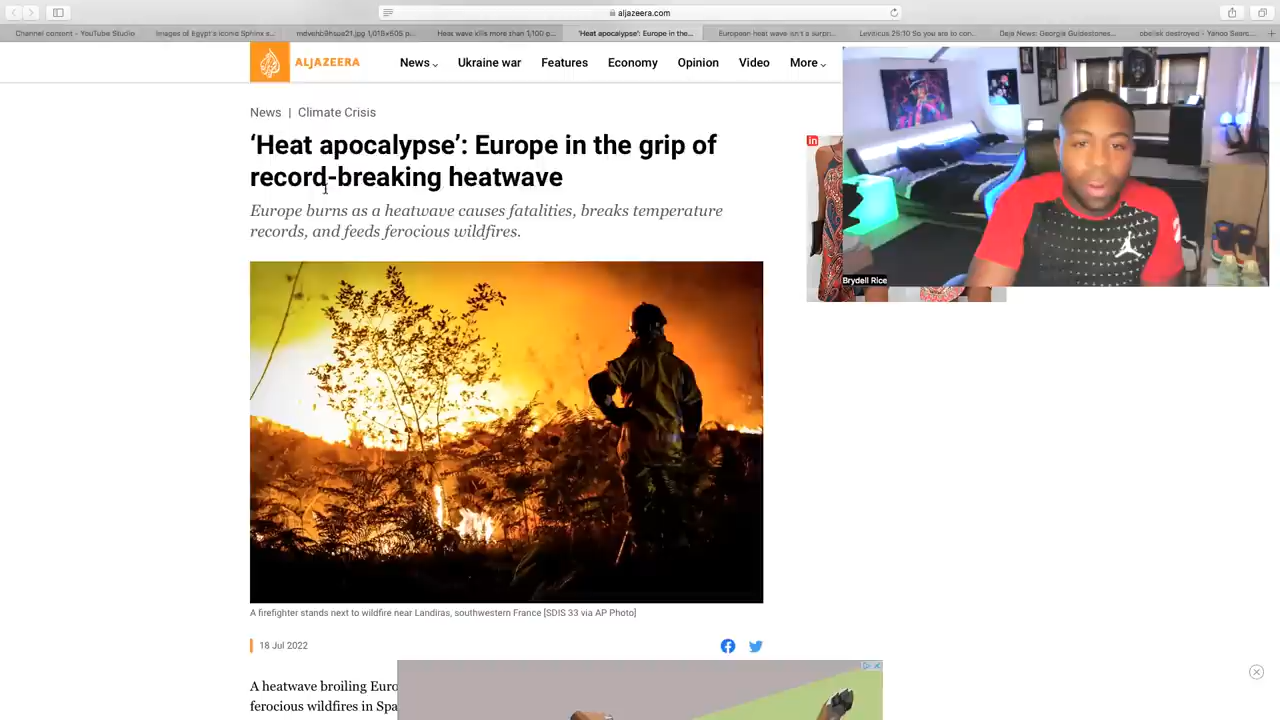 aljazeera.com
Channel content - YouTube Studio
Images of Egypt's iconic Sphinx s...
mdvehb9hsua21.jpg 1,015×505 p...
Heat wave kills more than 1,100 p...
'Heat apocalypse': Europe in the...
European heat wave isn't a surpri...
Leviticus 25:10 So you are to con...
Deja News: Georgia Guidestones...
obelisk destroyed - Yahoo Searc...
ALJAZEERA
News
Ukraine war
Features
Economy
Opinion
Video
More
News | Climate Crisis
‘Heat apocalypse’: Europe in the grip of
record-breaking heatwave
Europe burns as a heatwave causes fatalities, breaks temperature
records, and feeds ferocious wildfires.
in
Brydell Rice
A firefighter stands next to wildfire near Landiras, southwestern France [SDIS 33 via AP Photo]
18 Jul 2022
A heatwave broiling Euro
ferocious wildfires in Spa